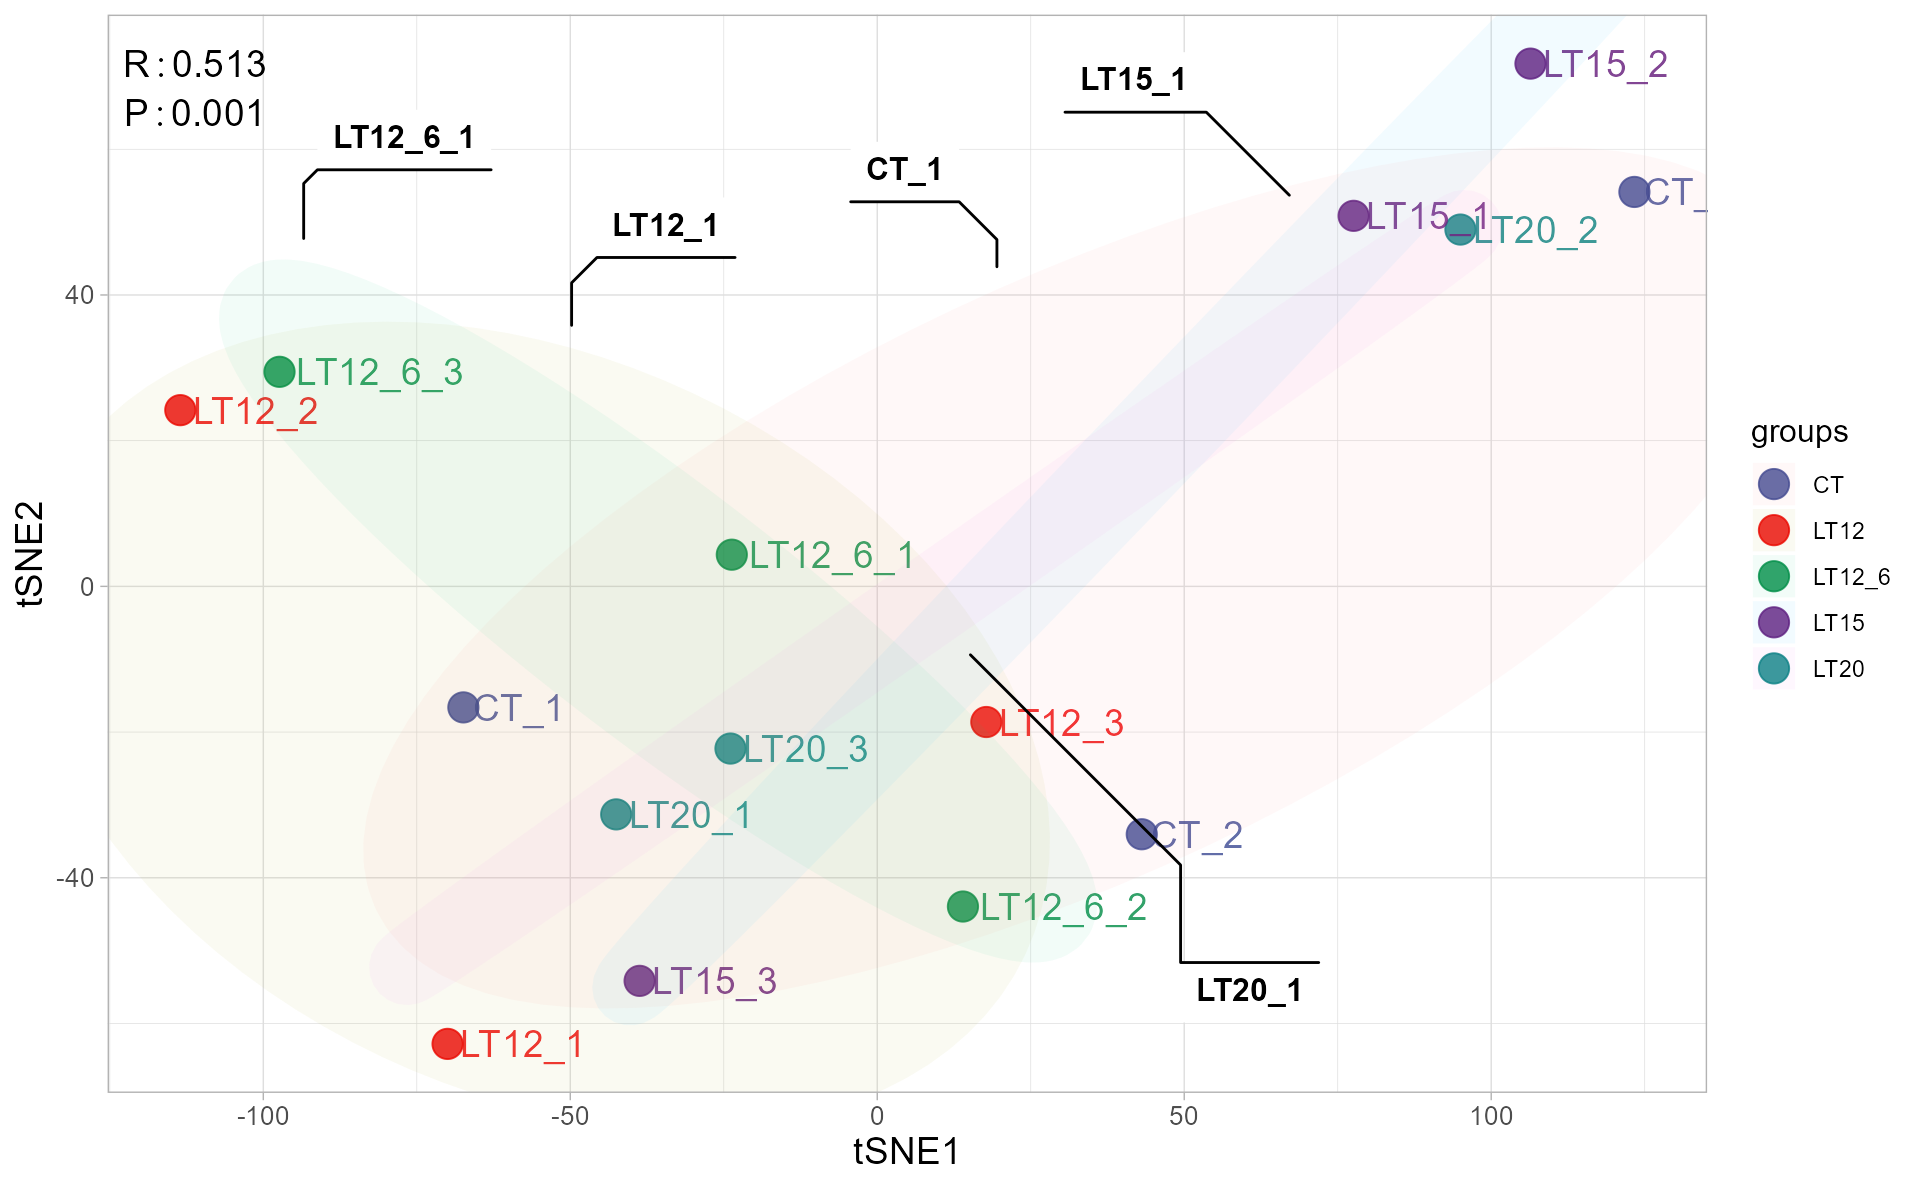 R : 0.513
P : 0.001
LT12_6_1
LT12_1
CT_1
LT15_1
LT15_2
CT_
LT15_1
LT20_2
LT12_6_3
LT12_2
LT12_6_1
CT_1
LT20_3
LT12_3
LT20_1
CT_2
LT12_6_2
LT15_3
LT20_1
LT12_1
40
0
-40
tSNE2
-100
-50
0
50
100
tSNE1
groups
CT
LT12
LT12_6
LT15
LT20